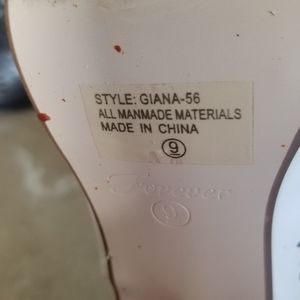 STYLE: GIANA-56
ALL MANMADE MATERIALS
MADE IN CHINA
9
Forever
9